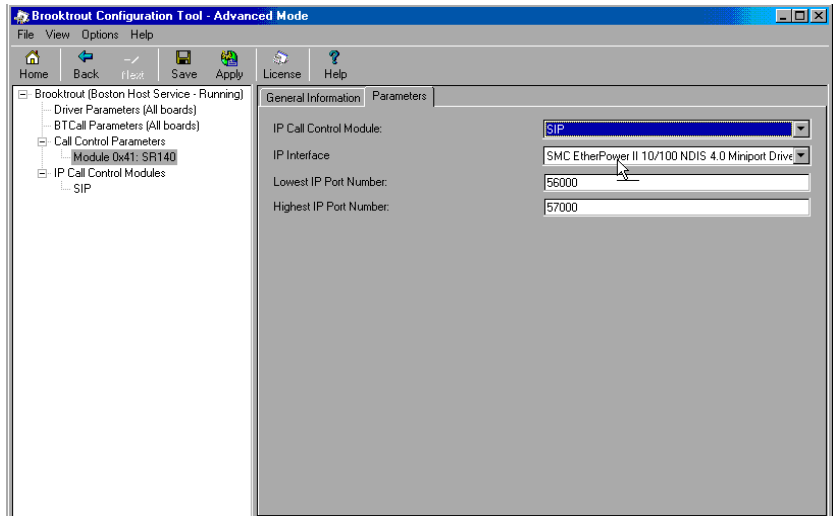 Brooktrout Configuration Tool - Advanced Mode
File View Options Help
Home Back Next Save Apply License Help
Brooktrout (Boston Host Service - Running)
Driver Parameters (All boards)
BTCall Parameters (All boards)
Call Control Parameters
Module 0x41: SR140
IP Call Control Modules
SIP
General Information Parameters
IP Call Control Module: SIP
IP Interface SMC EtherPower II 10/100 NDIS 4.0 Miniport Drive
Lowest IP Port Number: 56000
Highest IP Port Number: 57000